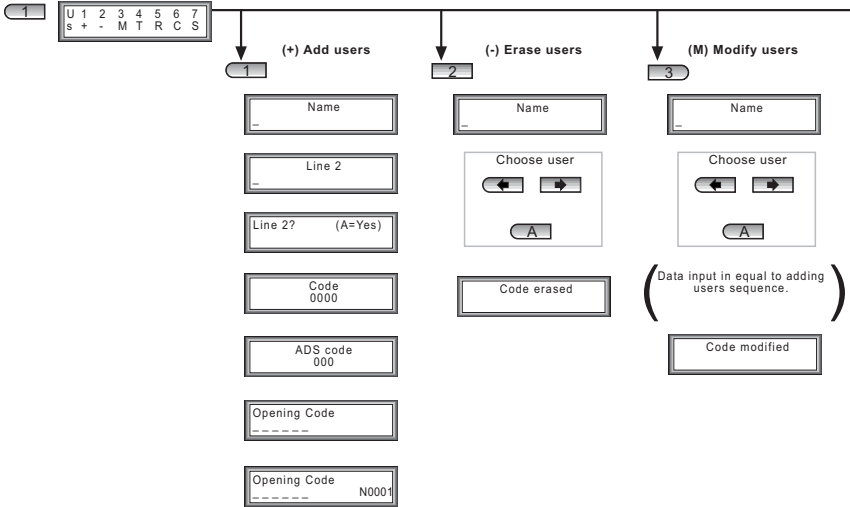 1
U 1 2 3 4 5 6 7
s + - M T R C S
(+) Add users
1
Name
_
Line 2
_
Line 2? (A=Yes)
Code
0000
ADS code
000
Opening Code
_ _ _ _ _ _
Opening Code
_ _ _ _ _ _ N0001
(-) Erase users
2
Name
_
Choose user
A
Code erased
(M) Modify users
3
Name
_
Choose user
A
(Data input in equal to adding
users sequence.)
Code modified